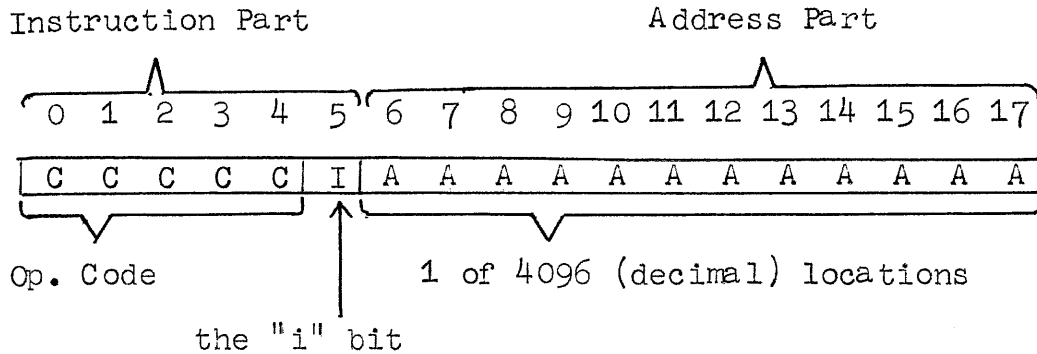 Instruction Part Address Part
0 1 2 3 4 5 6 7 8 9 10 11 12 13 14 15 16 17
C C C C C I A A A A A A A A A A A A
Op. Code 1 of 4096 (decimal) locations
the "i" bit